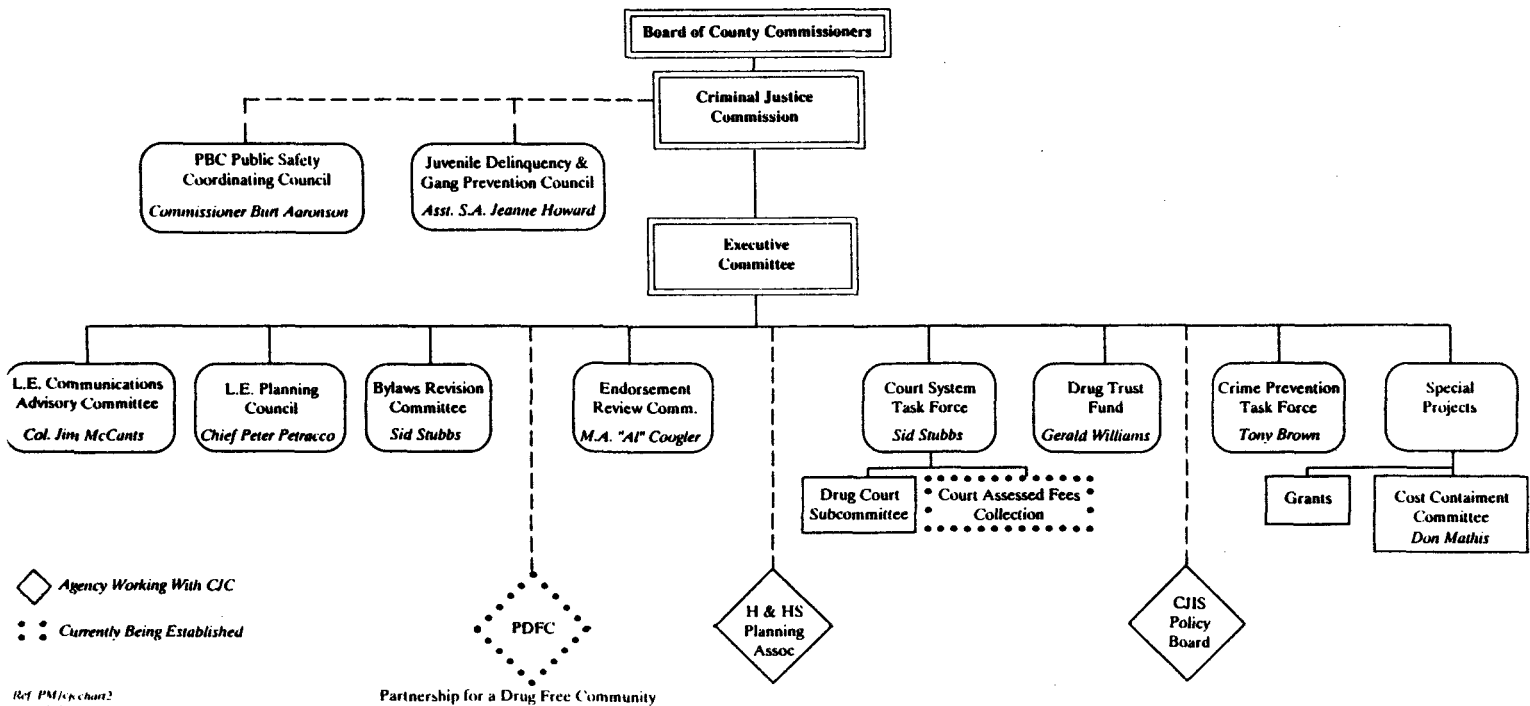 Board of County Commissioners
Criminal Justice
Commission
PBC Public Safety
Coordinating Council
Commissioner Burt Aaronson
Juvenile Delinquency &
Gang Prevention Council
Asst. S.A. Jeanne Howard
Executive
Committee
L.E. Communications
Advisory Committee
Col. Jim McCants
L.E. Planning
Council
Chief Peter Petracco
Bylaws Revision
Committee
Sid Stubbs
Endorsement
Review Comm.
M.A. "Al" Cougler
Court System
Task Force
Sid Stubbs
Drug Trust
Fund
Gerald Williams
Crime Prevention
Task Force
Tony Brown
Special
Projects
Drug Court
Subcommittee
Court Assessed Fees
Collection
Grants
Cost Contaiment
Committee
Don Mathis
Agency Working With CJC
Currently Being Established
PDFC
H & HS
Planning
Assoc
CJIS
Policy
Board
Ref PM/cjcchart2
Partnership for a Drug Free Community